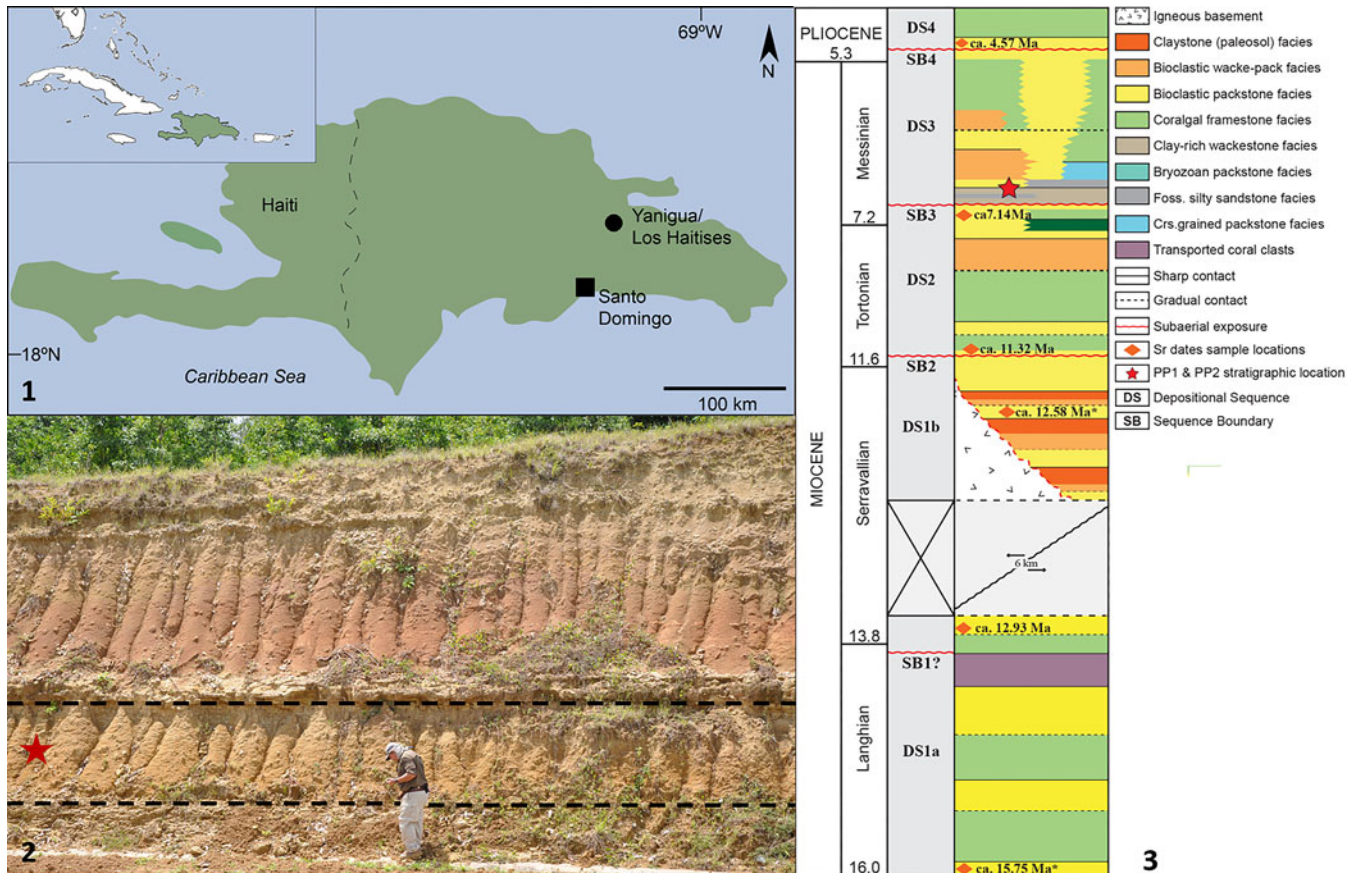 69ºW
N
Haiti
Yanigua/
Los Haitises
Santo
Domingo
18ºN
Caribbean Sea
100 km
1
2
PLIOCENE
5.3
MIOCENE
Messinian
7.2
Tortonian
11.6
Serravallian
13.8
Langhian
16.0
DS4
SB4
DS3
SB3
DS2
SB2
DS1b
SB1?
DS1a
ca. 4.57 Ma
ca7.14Ma
ca. 11.32 Ma
ca. 12.58 Ma*
6 km
ca. 12.93 Ma
ca. 15.75 Ma*
Igneous basement
Claystone (paleosol) facies
Bioclastic wacke-pack facies
Bioclastic packstone facies
Coralgal framestone facies
Clay-rich wackestone facies
Bryozoan packstone facies
Foss. silty sandstone facies
Crs.grained packstone facies
Transported coral clasts
Sharp contact
Gradual contact
Subaerial exposure
Sr dates sample locations
PP1 & PP2 stratigraphic location
DS Depositional Sequence
SB Sequence Boundary
3